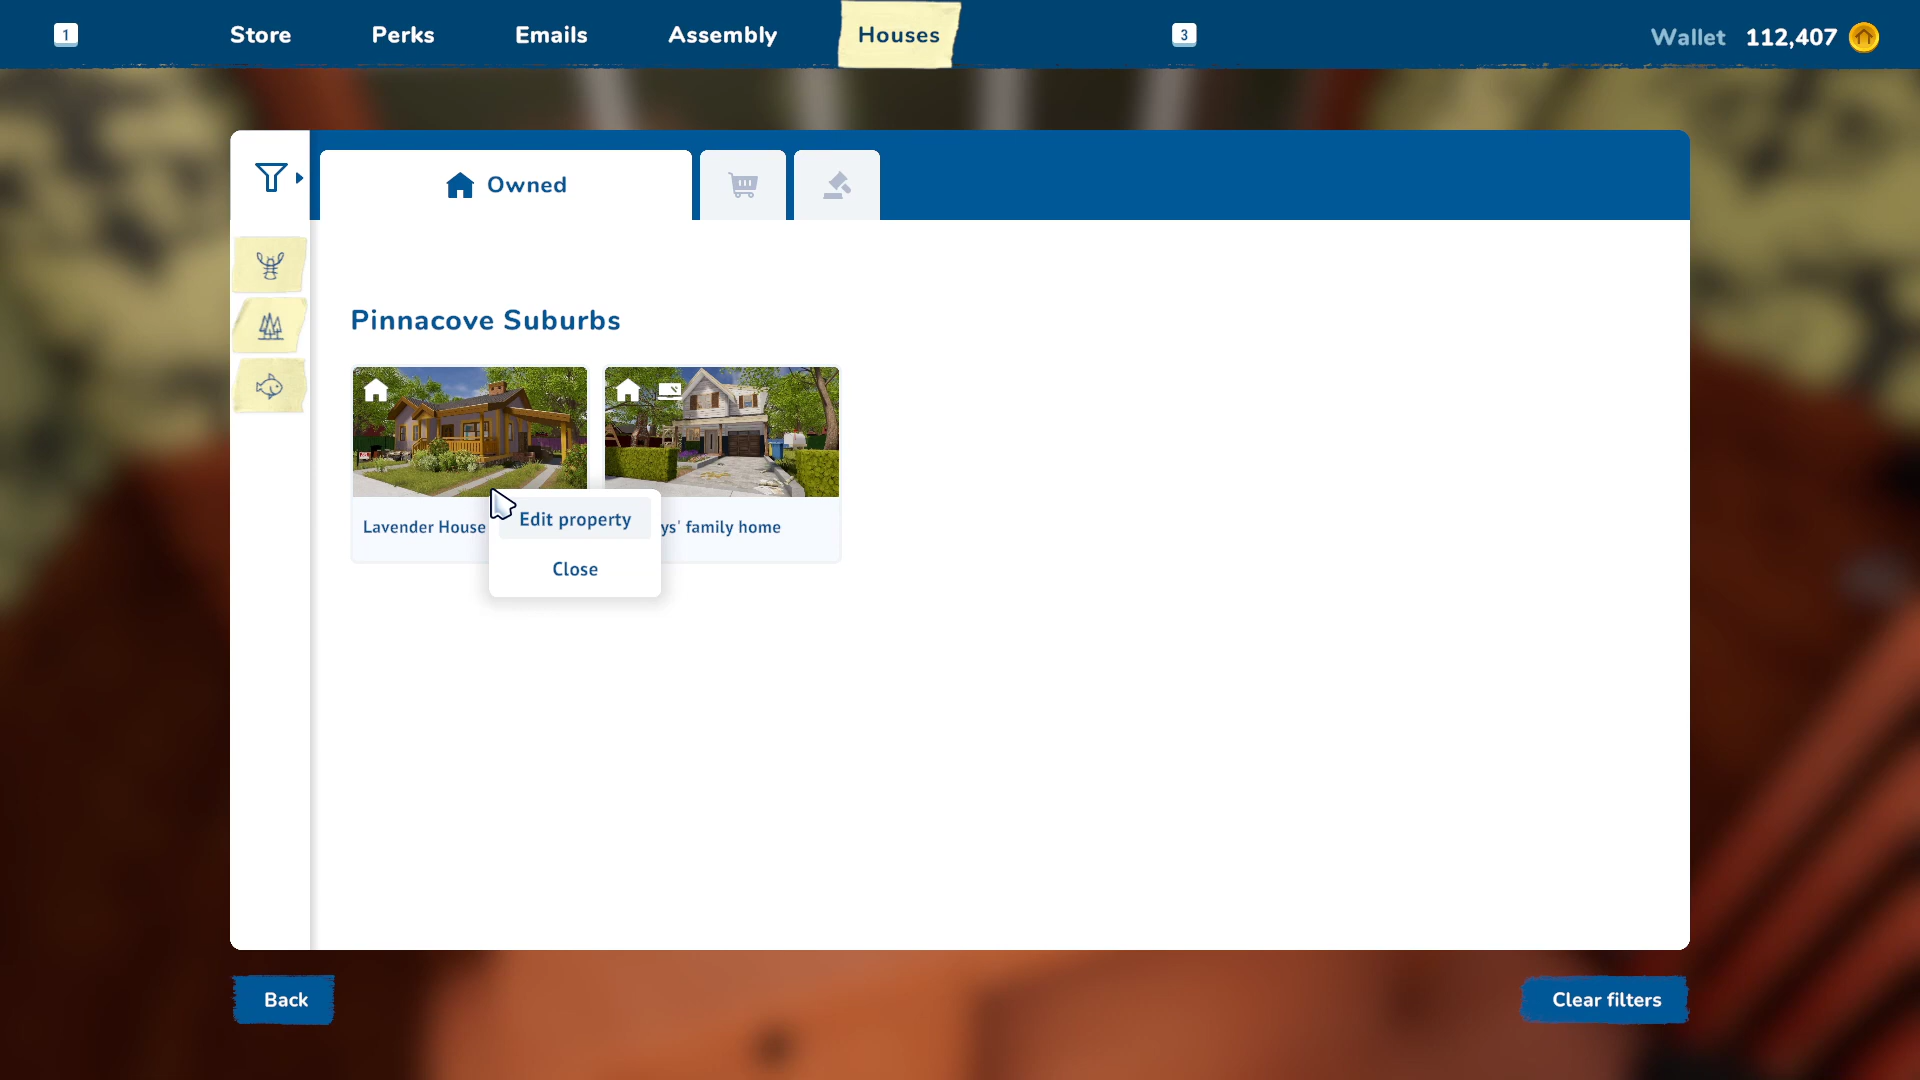 1 Store Perks Emails Assembly Houses 3 Wallet 112,407
Owned
Pinnacove Suburbs
Lavender House
ys' family home
Edit property
Close
Back
Clear filters